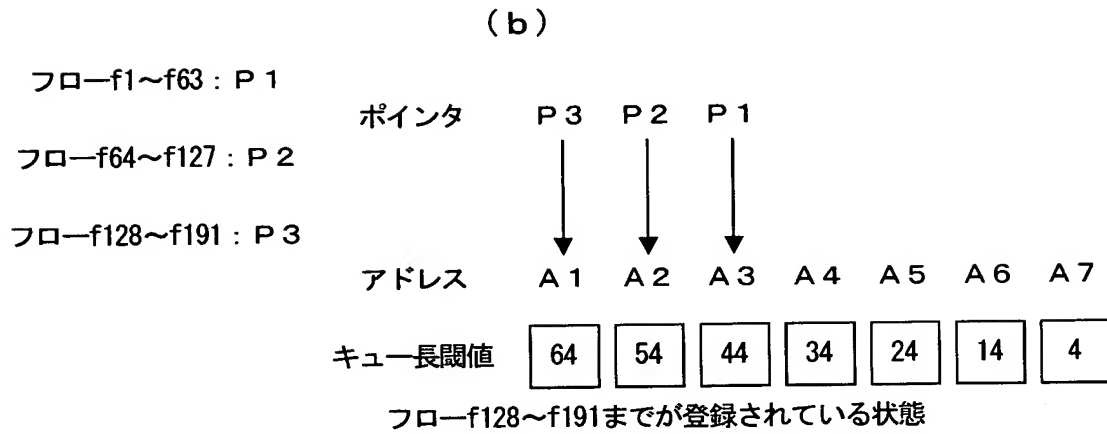 (b)
フローf1〜f63：P1
ポインタ P3 P2 P1
フローf64〜f127：P2
フローf128〜f191：P3
アドレス A1 A2 A3 A4 A5 A6 A7
キュー長閾値 64 54 44 34 24 14 4
フローf128〜f191までが登録されている状態